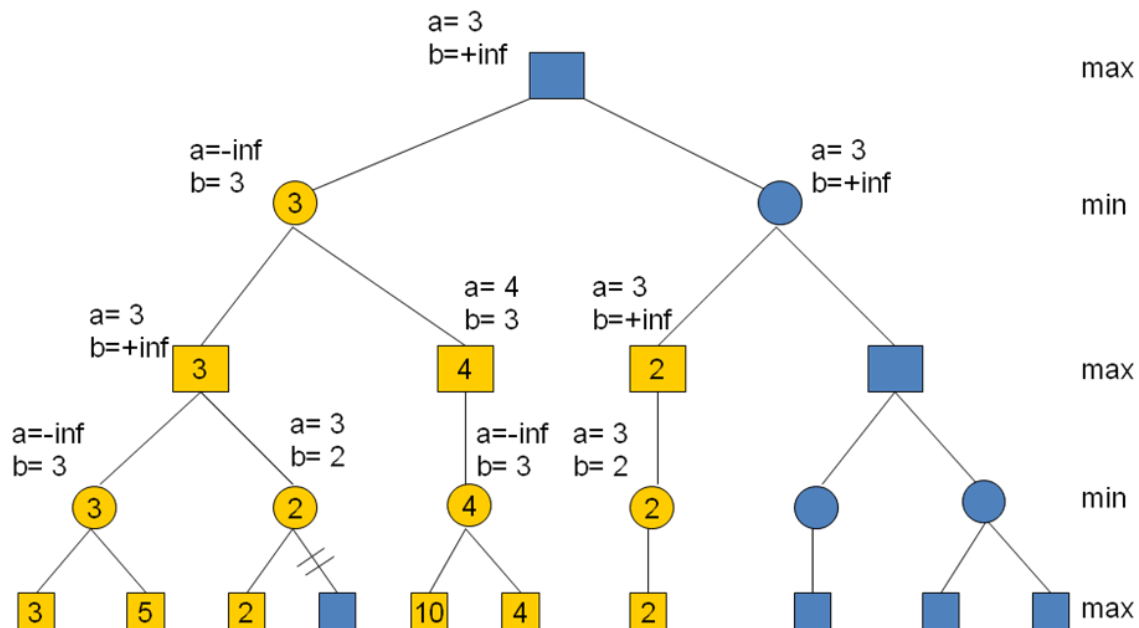 a= 3
b=+inf
max
a=-inf
b= 3
3
a= 3
b=+inf
min
a= 3
b=+inf
3
a= 4
b= 3
4
a= 3
b=+inf
2
max
a=-inf
b= 3
3
a= 3
b= 2
2
a=-inf
b= 3
4
a= 3
b= 2
2
min
3
5
2
10
4
2
max